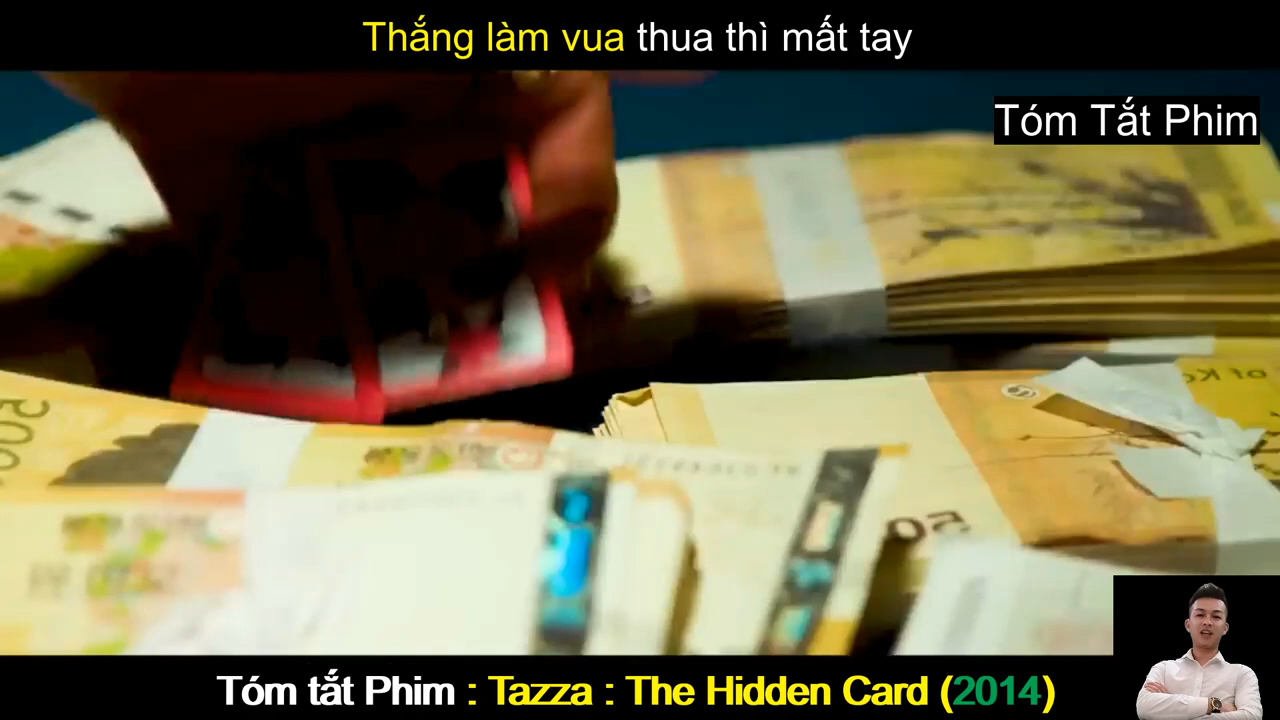 Thắng làm vua thua thì mất tay
Tóm Tắt Phim
Tóm tắt Phim : Tazza : The Hidden Card (2014)